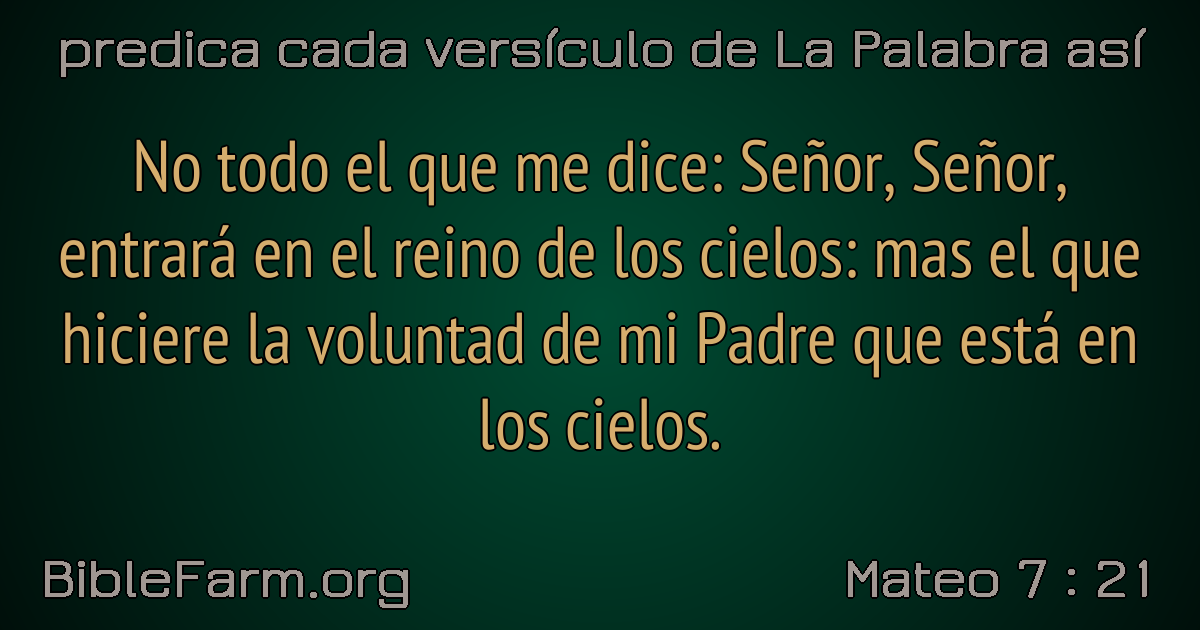 predica cada versículo de La Palabra así
No todo el que me dice: Señor, Señor,
entrará en el reino de los cielos: mas el que
hiciere la voluntad de mi Padre que está en
los cielos.
BibleFarm.org
Mateo 7 : 21